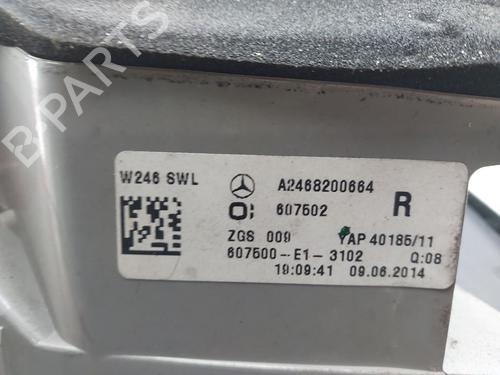 W246 SWL A2468200664
607502 R
ZGS 009 YAP 40185/11
607500-E1-3102 Q:08
19:09:41 09.06.2014
B-PARTS